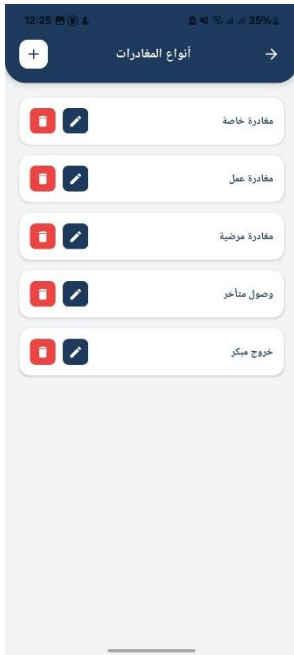 12:25 35%
أنواع المغادرات
مغادرة خاصة
مغادرة عمل
مغادرة مرضية
وصول متأخر
خروج مبكر